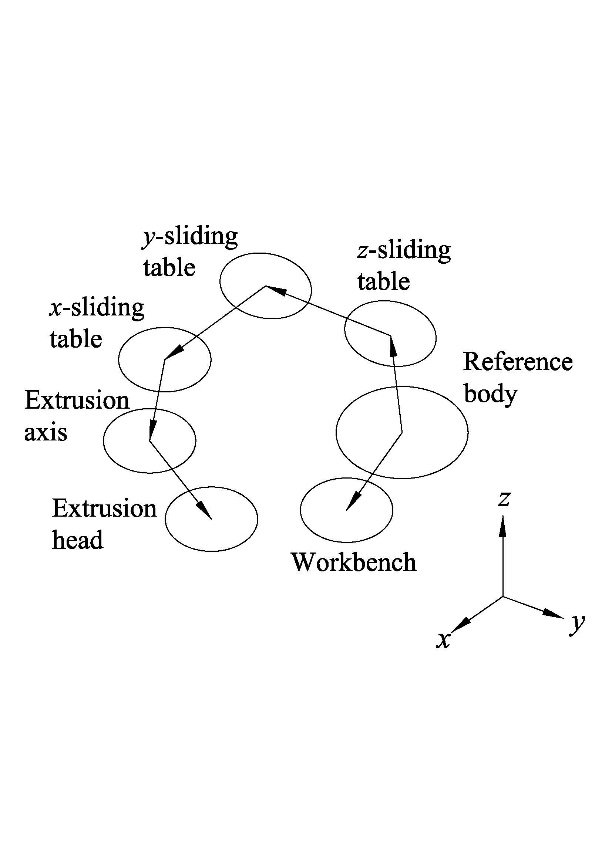 y-sliding
table
z-sliding
table
x-sliding
table
Reference
body
Extrusion
axis
Extrusion
head
Workbench
z
y
x